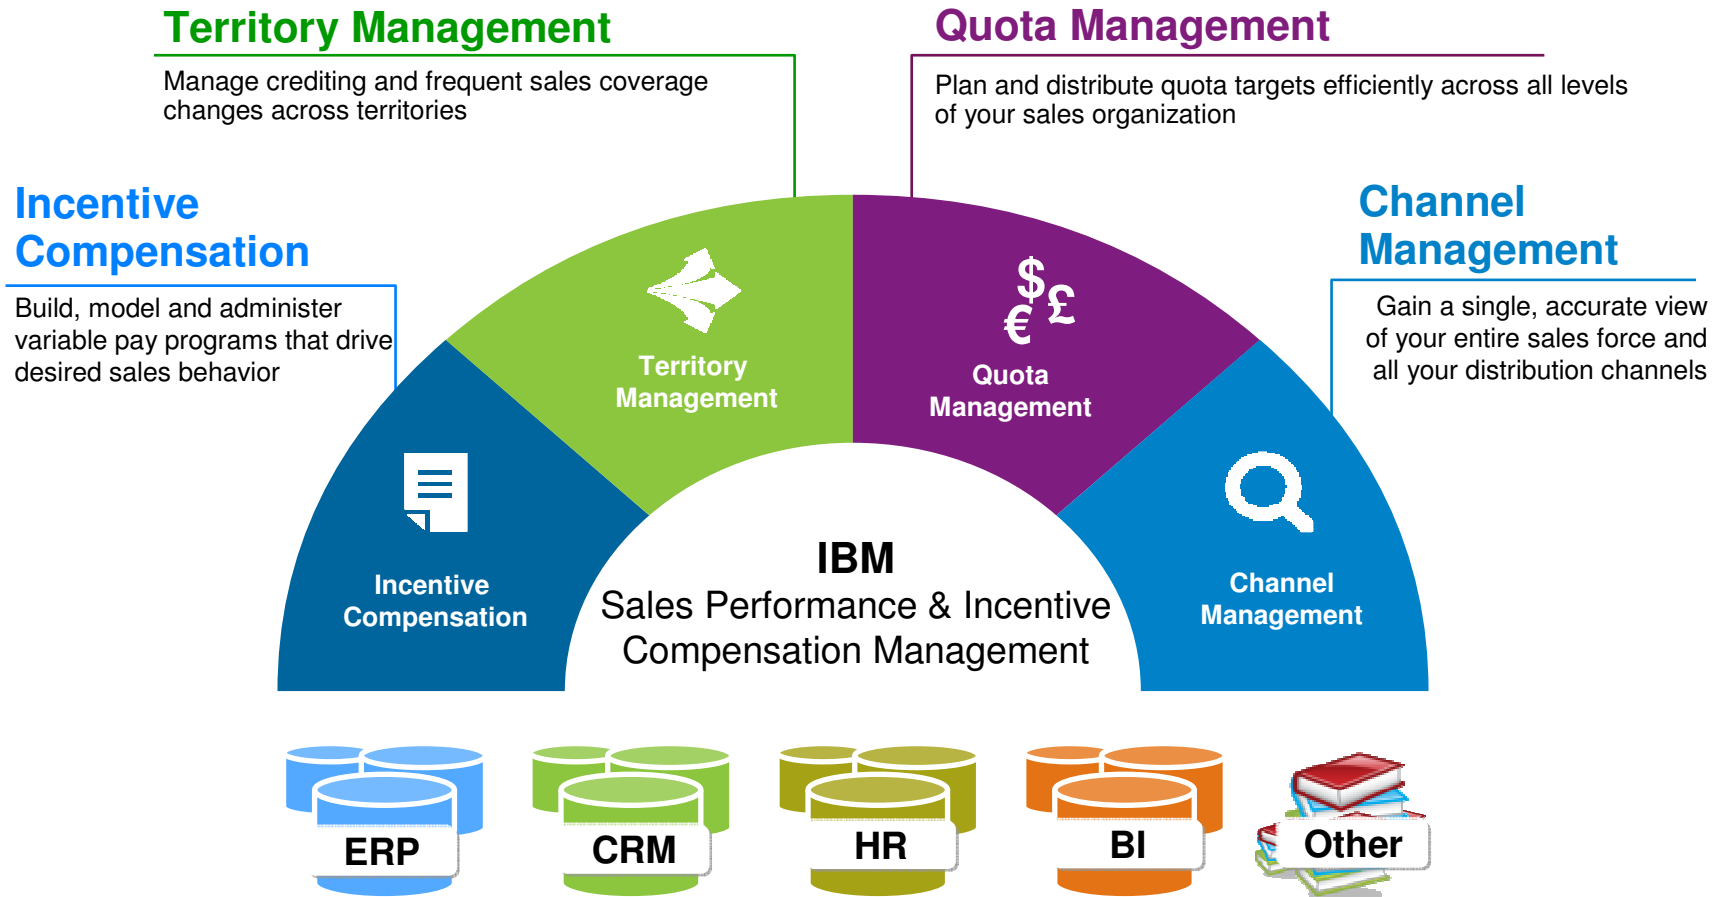 Territory Management
Manage crediting and frequent sales coverage
changes across territories
Quota Management
Plan and distribute quota targets efficiently across all levels
of your sales organization
Incentive
Compensation
Build, model and administer
variable pay programs that drive
desired sales behavior
Channel
Management
Gain a single, accurate view
of your entire sales force and
all your distribution channels
Territory
Management
$
£
€
Quota
Management
Incentive
Compensation
Channel
Management
IBM
Sales Performance & Incentive
Compensation Management
ERP
CRM
HR
BI
Other